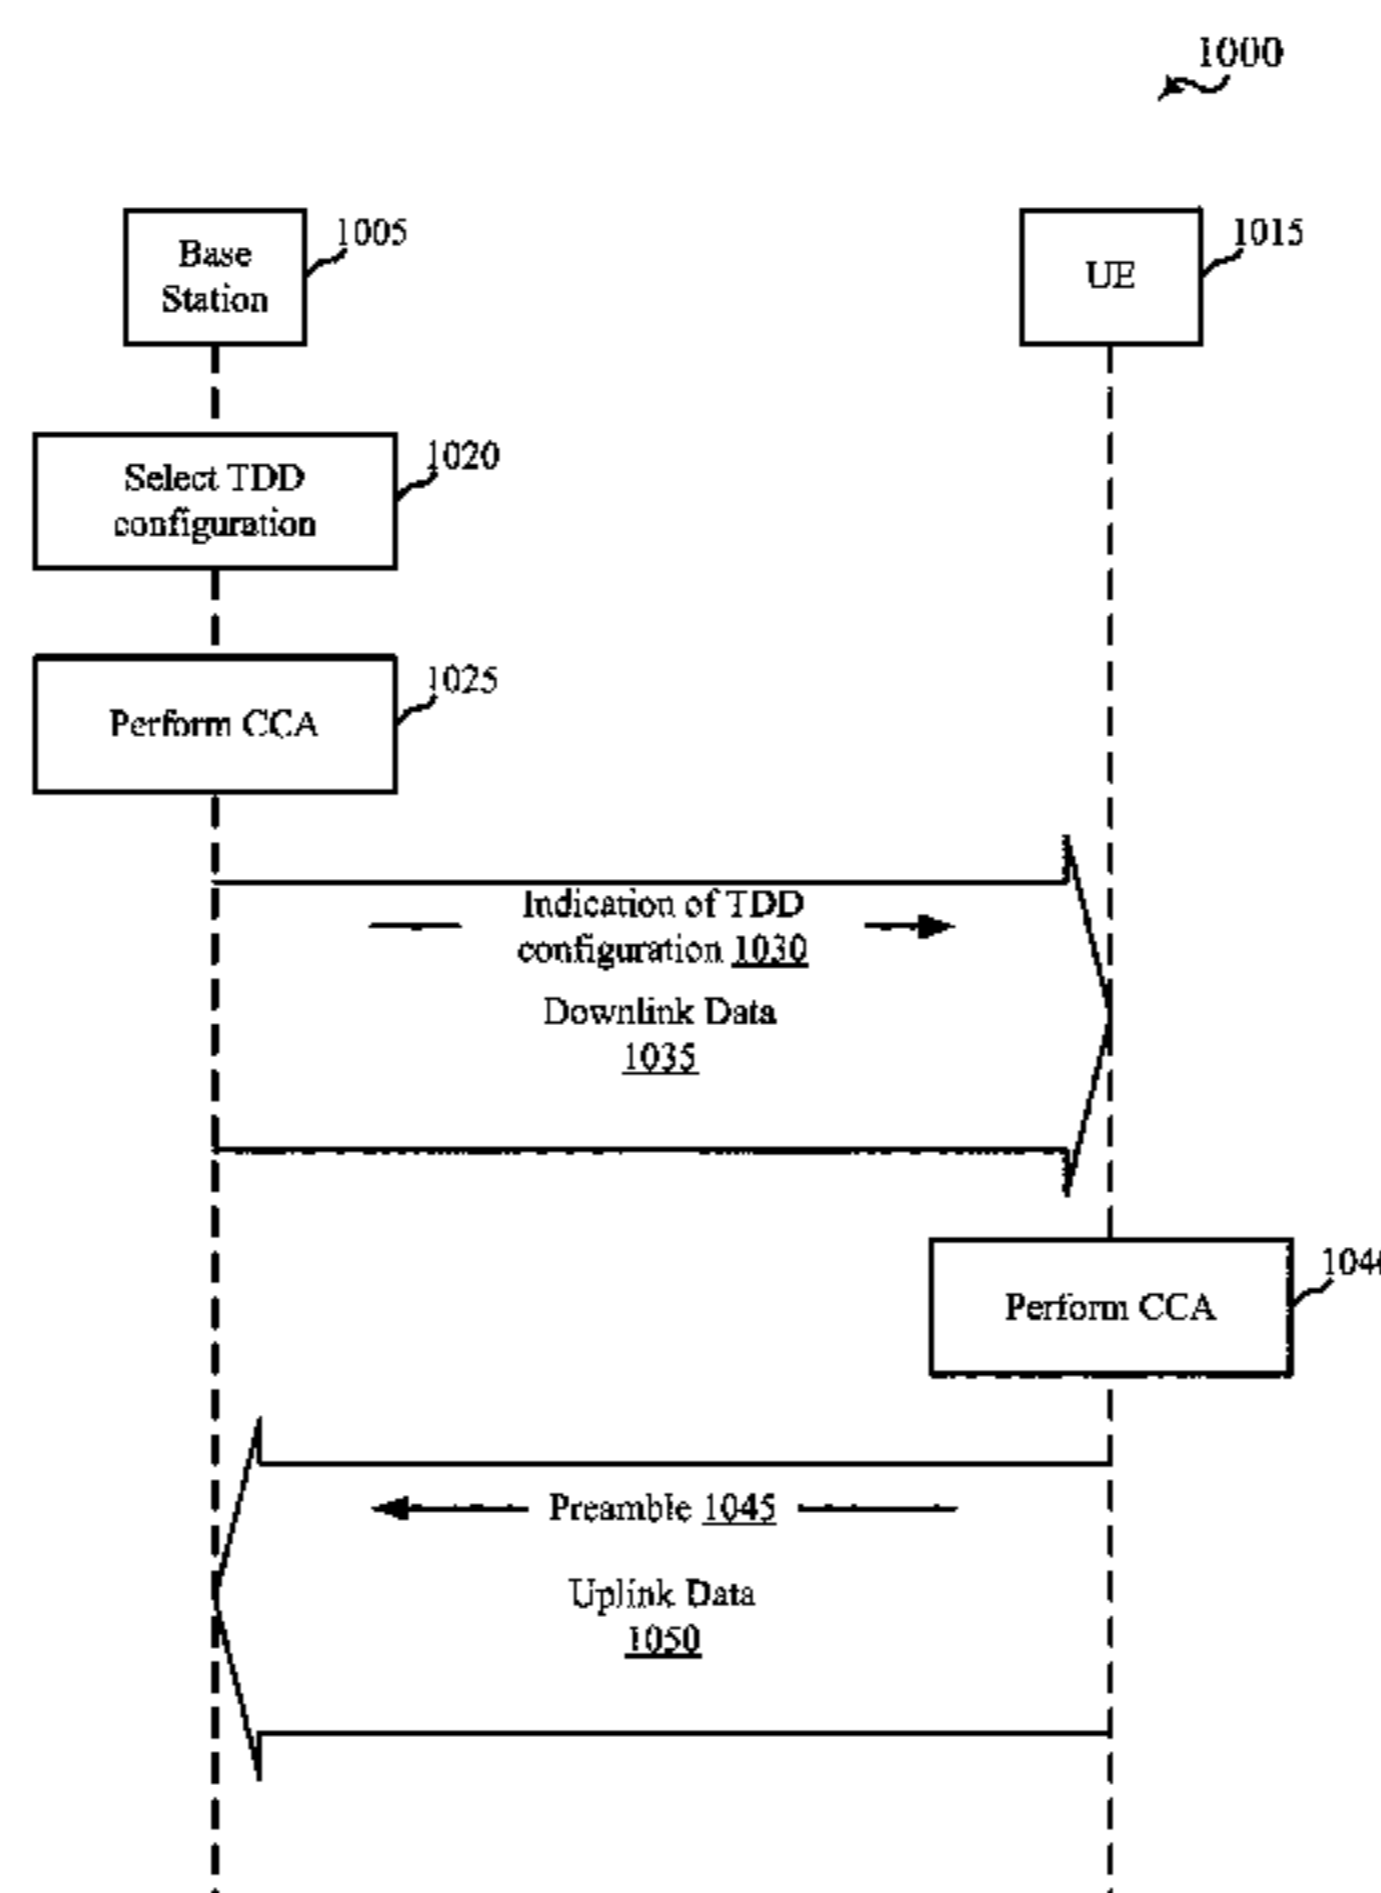 1000
Base
Station
1005
UE
1015
Select TDD
configuration
1020
Perform CCA
1025
Indication of TDD
configuration 1030
Downlink Data
1035
Perform CCA
Preamble 1045
Uplink Data
1050